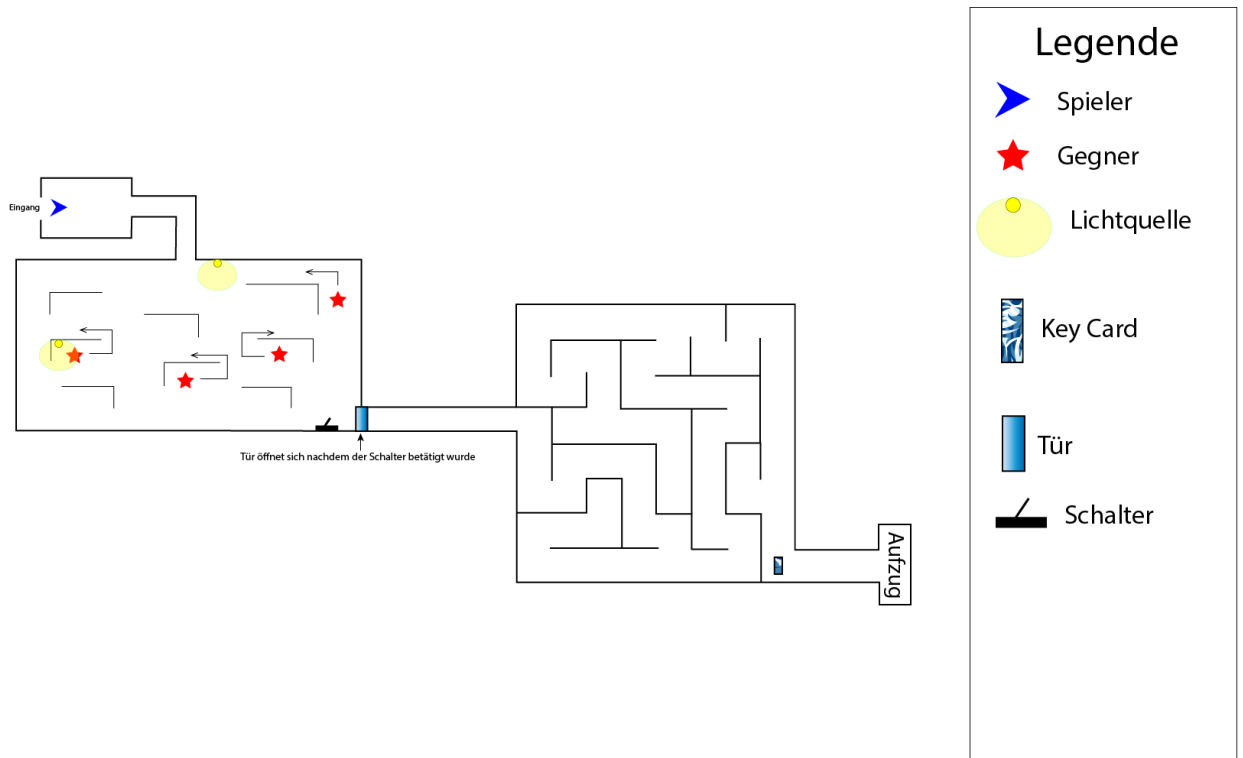 Legende
Spieler
Gegner
Lichtquelle
Key Card
Tür
Schalter
Eingang
Tür öffnet sich nachdem der Schalter betätigt wurde
Aufzug